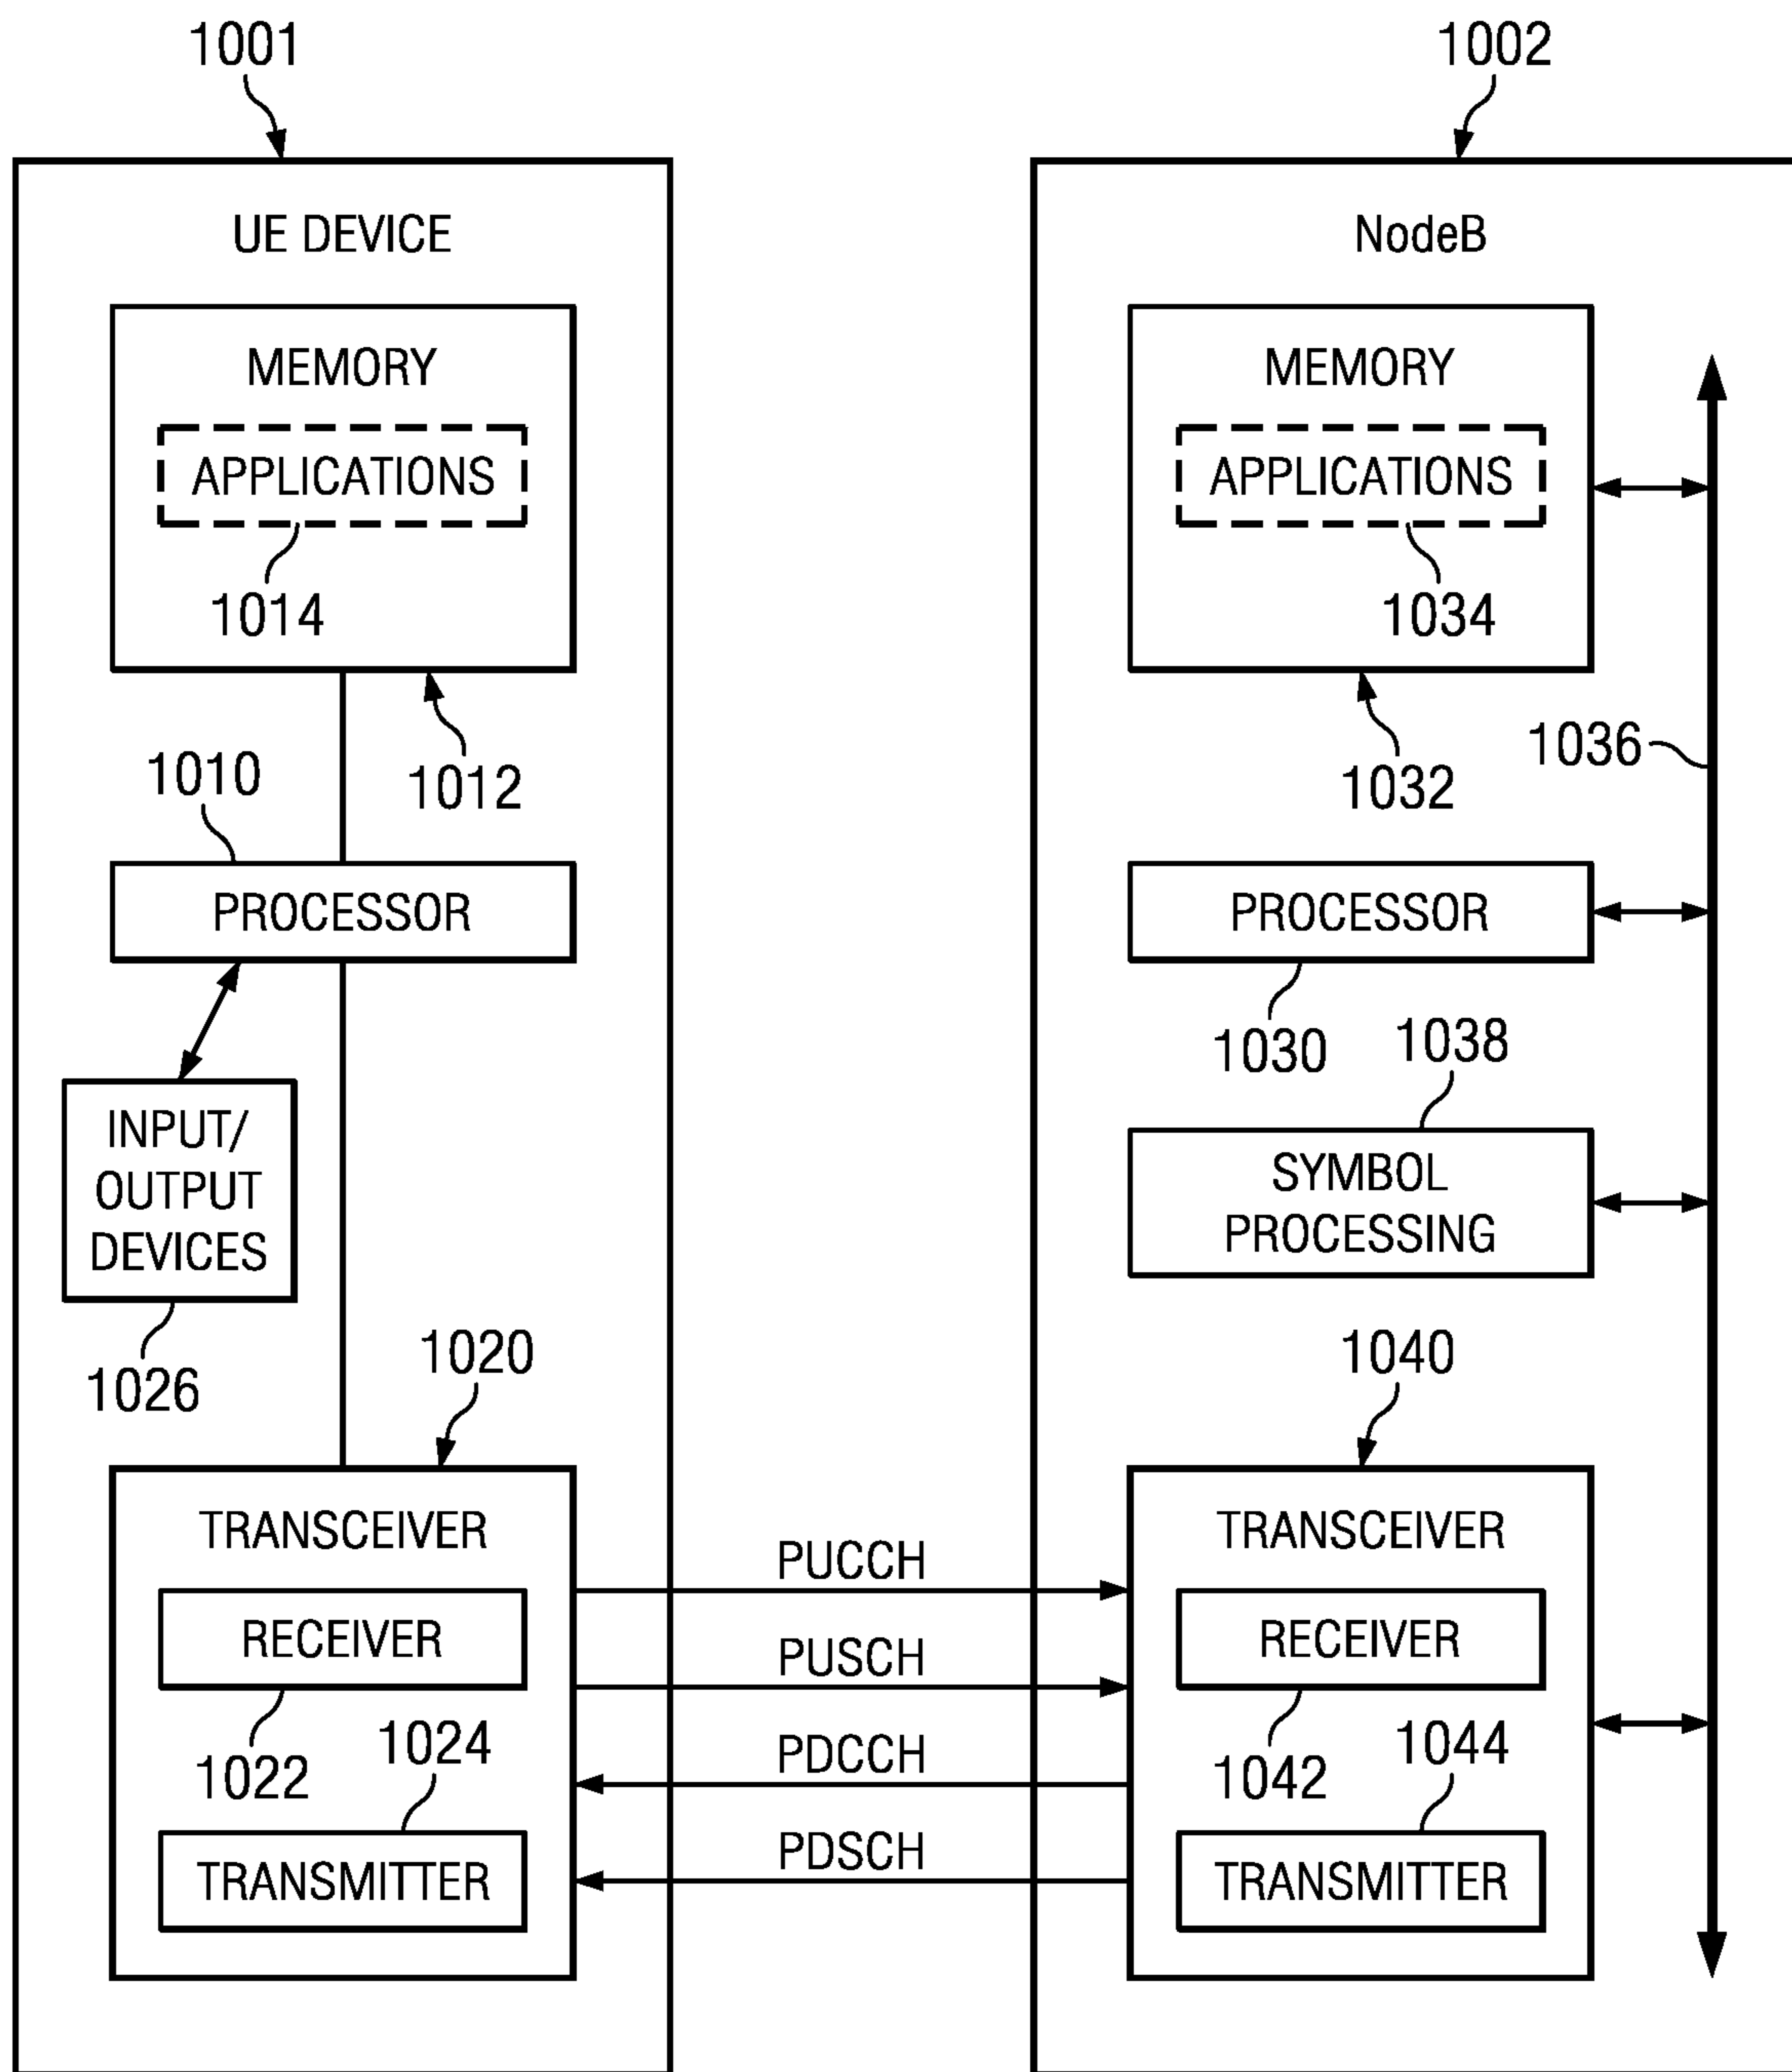 1001
1002
UE DEVICE
NodeB
MEMORY
APPLICATIONS
1014
1012
MEMORY
APPLICATIONS
1034
1032
1036
1010
PROCESSOR
PROCESSOR
1030
1038
INPUT/
OUTPUT
DEVICES
1026
SYMBOL
PROCESSING
1020
1040
TRANSCEIVER
RECEIVER
1022
1024
TRANSMITTER
PUCCH
PUSCH
PDCCH
PDSCH
TRANSCEIVER
RECEIVER
1042
1044
TRANSMITTER